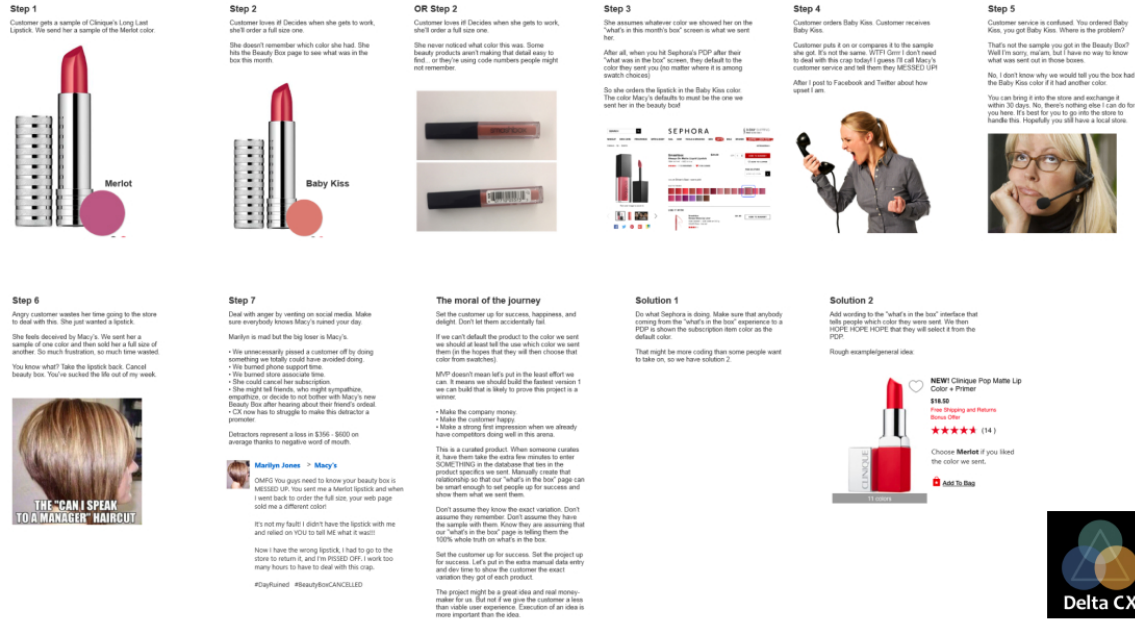 Step 1
Customer gets a sample of Clinique's Long Last
Lipstick. We send her a sample of the Merlot color.
Merlot
Step 2
Customer loves it! Decides when she gets to work,
she'll order a full size one.
She doesn't remember which color she had. She
hits the Beauty Box page to see what was in the
box this month.
Baby Kiss
OR Step 2
Customer loves it! Decides when she gets to work,
she'll order a full size one.
She never noticed what color this was. Some
beauty products aren't making that detail easy to
find... or they're using code numbers people might
not remember.
Step 3
She assumes whatever color we showed her on the
"what's in this month's box" screen is what we sent
her.
After all, when you hit Sephora's PDP after their
"what was in the box" screen, they default to the
color they sent you (no matter where it is among
swatch choices)
So she orders the lipstick in the Baby Kiss color.
The color Macy's defaults to must be the one we
sent her in the beauty box!
SEPHORA
Step 4
Customer orders Baby Kiss. Customer receives
Baby Kiss.
Customer puts it on or compares it to the sample
she got. It's not the same. WTF! Grrr I don't need
to deal with this crap today! I guess I'll call Macy's
customer service and tell them they MESSED UP!
After I post to Facebook and Twitter about how
upset I am.
Step 5
Customer service is confused. You ordered Baby
Kiss, you got Baby Kiss. Where is the problem?
That's not the sample you got in the Beauty Box?
Well I'm sorry, ma'am, but I have no way to know
what was sent out in those boxes.
No, I don't know why we would tell you the box had
the Baby Kiss color if it had another color.
You can bring it into the store and exchange it
within 30 days. No, there's nothing else I can do for
you here. It's best for you to go into the store to
handle this. Hopefully you still have a local store.
Step 6
Angry customer wastes her time going to the store
to deal with this. She just wanted a lipstick.
She feels deceived by Macy's. We sent her a
sample of one color and then sold her a full size of
another. So much frustration, so much time wasted.
You know what? Take the lipstick back. Cancel
beauty box. You've sucked the life out of my week.
THE "CAN I SPEAK
TO A MANAGER" HAIRCUT
Step 7
Deal with anger by venting on social media. Make
sure everybody knows Macy's ruined your day.
Marilyn is mad but the big loser is Macy's.
• We unnecessarily pissed a customer off by doing
something we totally could have avoided doing.
• We burned phone support time.
• We burned store associate time.
• She could cancel her subscription.
• She might tell friends, who might sympathize,
empathize, or decide to not bother with Macy's new
Beauty Box after hearing about their friend's ordeal.
• CX now has to struggle to make this detractor a
promoter.
Detractors represent a loss in $356 - $600 on
average thanks to negative word of mouth.
Marilyn Jones > Macy's
OMFG You guys need to know your beauty box is
MESSED UP. You sent me a Merlot lipstick and when
I went back to order the full size, your web page
sold me a different color!
It's not my fault! I didn't have the lipstick with me
and relied on YOU to tell ME what it was!!!
Now I have the wrong lipstick, I had to go to the
store to return it, and I'm PISSED OFF. I work too
many hours to have to deal with this crap.
#DayRuined #BeautyBoxCANCELLED
The moral of the journey
Set the customer up for success, happiness, and
delight. Don't let them accidentally fail.
If we can't default the product to the color we sent
we should at least tell the use which color we sent
them (in the hopes that they will then choose that
color from swatches).
MVP doesn't mean let's put in the least effort we
can. It means we should build the fastest version 1
we can build that is likely to prove this project is a
winner.
• Make the company money.
• Make the customer happy.
• Make a strong first impression when we already
have competitors doing well in this arena.
This is a curated product. When someone curates
it, have them take the extra few minutes to enter
SOMETHING in the database that ties in the
product specifics we sent. Manually create that
relationship so that our "what's in the box" page can
be smart enough to set people up for success and
show them what we sent them.
Don't assume they know the exact variation. Don't
assume they remember. Don't assume they have
the sample with them. Know they are assuming that
our "what's in the box" page is telling them the
100% whole truth on what's in the box.
Set the customer up for success. Set the project up
for success. Let's put in the extra manual data entry
and dev time to show the customer the exact
variation they got of each product.
The project might be a great idea and real money-
maker for us. But not if we give the customer a less
than viable user experience. Execution of an idea is
more important than the idea.
Solution 1
Do what Sephora is doing. Make sure that anybody
coming from the "what's in the box" experience to a
PDP is shown the subscription item color as the
default color.
That might be more coding than some people want
to take on, so we have solution 2.
Solution 2
Add wording to the "what's in the box" interface that
tells people which color they were sent. We then
HOPE HOPE HOPE that they will select it from the
PDP.
Rough example/general idea:
CLINIQUE
11 colors
NEW! Clinique Pop Matte Lip
Color + Primer
$18.50
Free Shipping and Returns
Bonus Offer
(14)
Choose Merlot if you liked
the color we sent.
Add To Bag
Delta CX